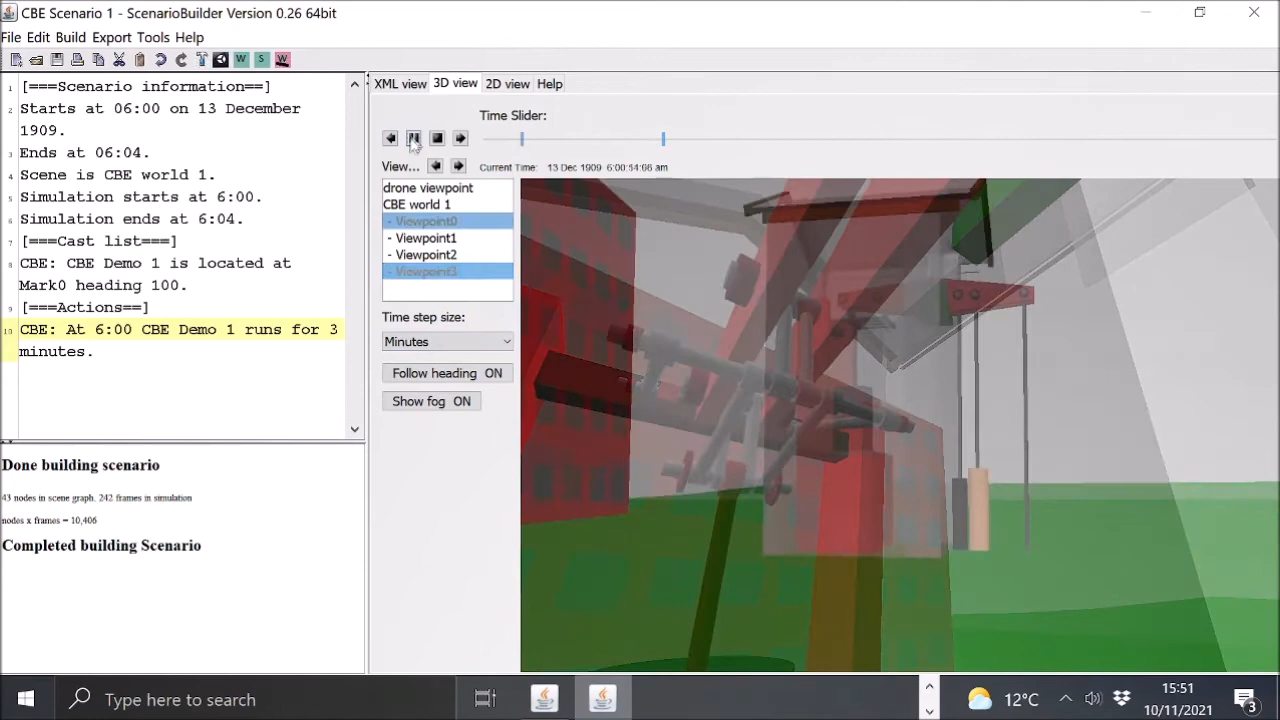 CBE Scenario 1 - ScenarioBuilder Version 0.26 64bit
File Edit Build Export Tools Help
W S W
1 [===Scenario information==]
2 Starts at 06:00 on 13 December
1909.
3 Ends at 06:04.
4 Scene is CBE world 1.
5 Simulation starts at 6:00.
6 Simulation ends at 6:04.
7 [===Cast list===]
8 CBE: CBE Demo 1 is located at
Mark0 heading 100.
9 [===Actions==]
10 CBE: At 6:00 CBE Demo 1 runs for 3
minutes.
Done building scenario
43 nodes in scene graph. 242 frames in simulation
nodes x frames = 10,406
Completed building Scenario
XML view 3D view 2D view Help
Time Slider:
View...
Current Time: 13 Dec 1909
am
drone viewpoint
CBE world 1
- Viewpoint0
- Viewpoint1
- Viewpoint2
- Viewpoint3
Time step size:
Minutes
Follow heading ON
Show fog ON
Type here to search
12°C
15:51
10/11/2021
3